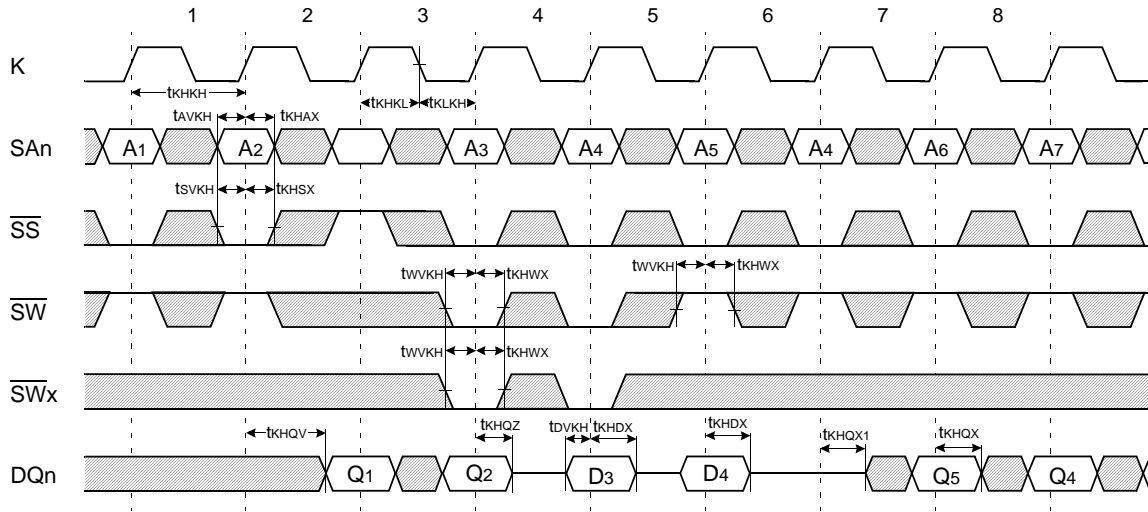 1 2 3 4 5 6 7 8
K
tKHKH tKHKL tKLKH
tAVKH tKHAX
SAn A1 A2 A3 A4 A5 A4 A6 A7
tSVKH tKHSX
SS
tWVKH tKHWX tWVKH tKHWX
SW
tWVKH tKHWX
SWx
tKHQV tKHQZ tDVKH tKHDX tKHDX tKHQX1 tKHQX
DQn Q1 Q2 D3 D4 Q5 Q4